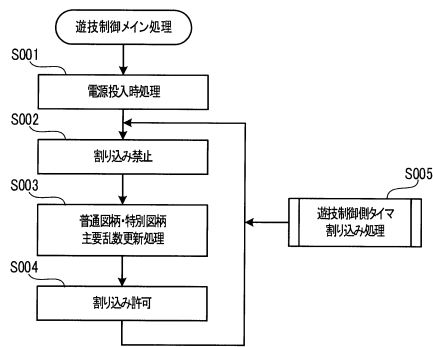 遊技制御メイン処理
S001
電源投入時処理
S002
割り込み禁止
S003
普通図柄・特別図柄
主要乱数更新処理
S004
割り込み許可
S005
遊技制御側タイマ
割り込み処理